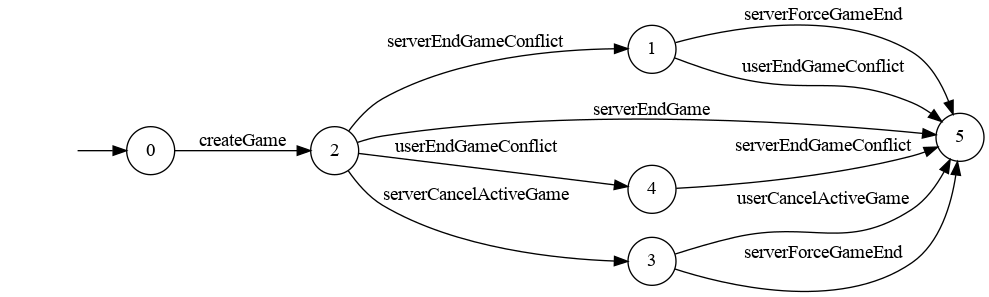 serverForceGameEnd
serverEndGameConflict
1
userEndGameConflict
serverEndGame
createGame
0
2
5
userEndGameConflict
serverEndGameConflict
4
serverCancelActiveGame
userCancelActiveGame
serverForceGameEnd
3